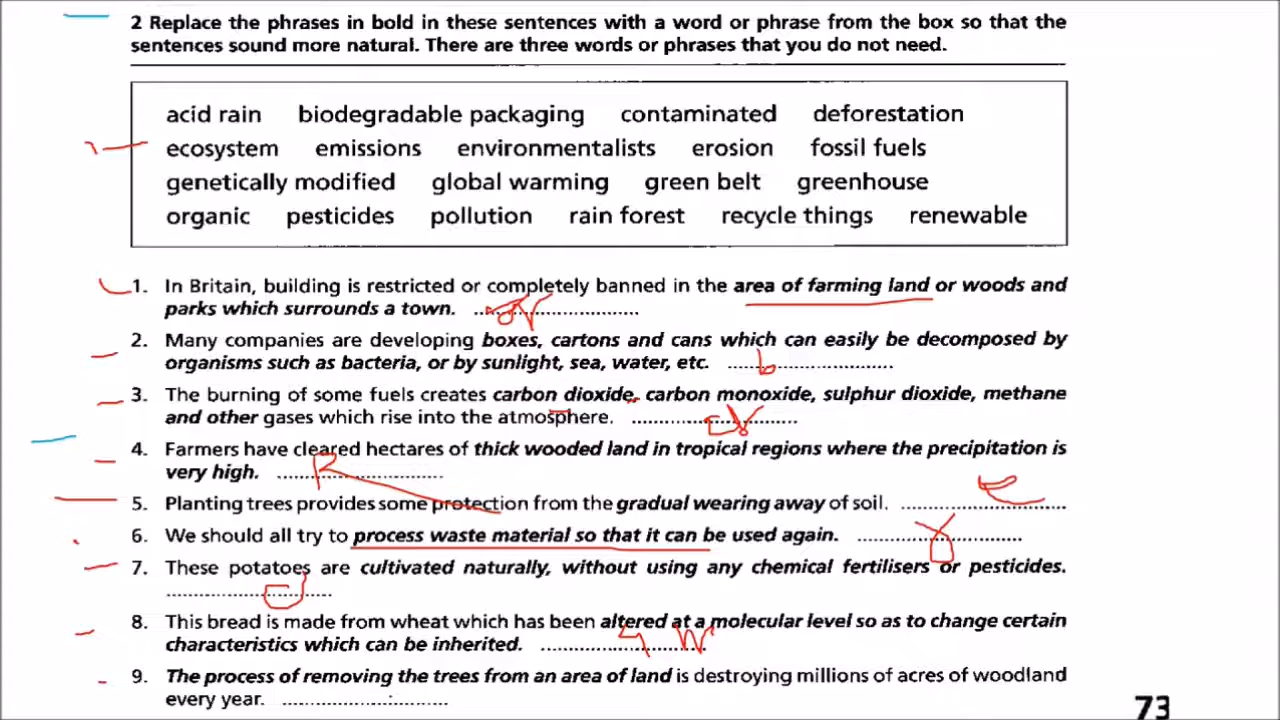 2 Replace the phrases in bold in these sentences with a word or phrase from the box so that the
sentences sound more natural. There are three words or phrases that you do not need.
acid rain biodegradable packaging contaminated deforestation
ecosystem emissions environmentalists erosion fossil fuels
genetically modified global warming green belt greenhouse
organic pesticides pollution rain forest recycle things renewable
1. In Britain, building is restricted or completely banned in the area of farming land or woods and
parks which surrounds a town. ..............................
2. Many companies are developing boxes, cartons and cans which can easily be decomposed by
organisms such as bacteria, or by sunlight, sea, water, etc. ..............................
3. The burning of some fuels creates carbon dioxide, carbon monoxide, sulphur dioxide, methane
and other gases which rise into the atmosphere. ..............................
4. Farmers have cleared hectares of thick wooded land in tropical regions where the precipitation is
very high. ..............................
5. Planting trees provides some protection from the gradual wearing away of soil. ..............................
6. We should all try to process waste material so that it can be used again. ..............................
7. These potatoes are cultivated naturally, without using any chemical fertilisers or pesticides.
..............................
8. This bread is made from wheat which has been altered at a molecular level so as to change certain
characteristics which can be inherited. ..............................
9. The process of removing the trees from an area of land is destroying millions of acres of woodland
every year. ..............................
73